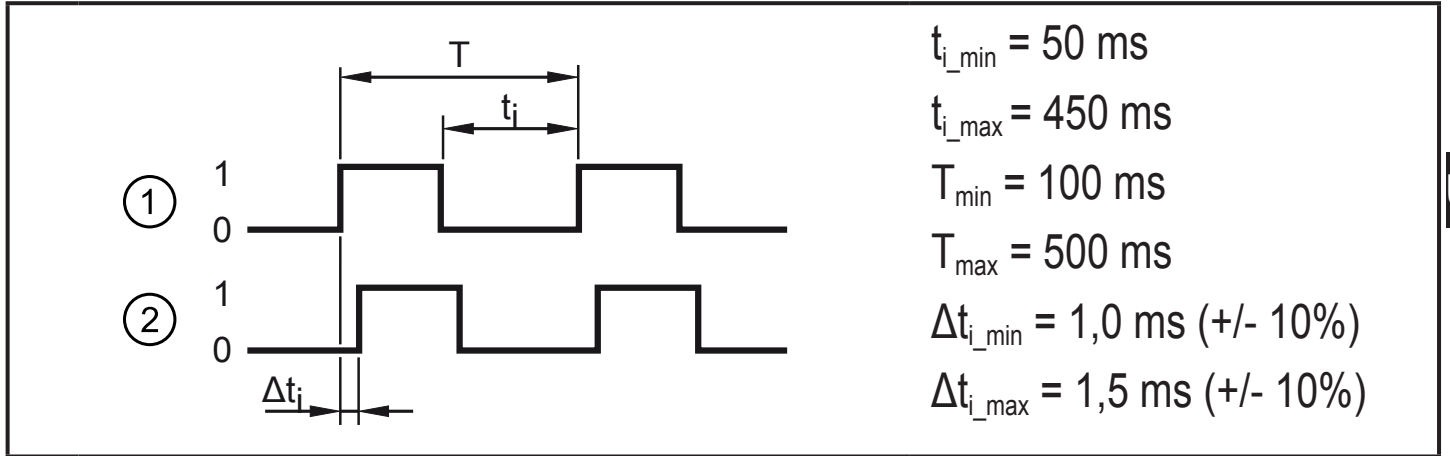 T
t_i
① 1
0
② 1
0
Δt_i
t_i_min = 50 ms
t_i_max = 450 ms
T_min = 100 ms
T_max = 500 ms
Δt_i_min = 1,0 ms (+/- 10%)
Δt_i_max = 1,5 ms (+/- 10%)